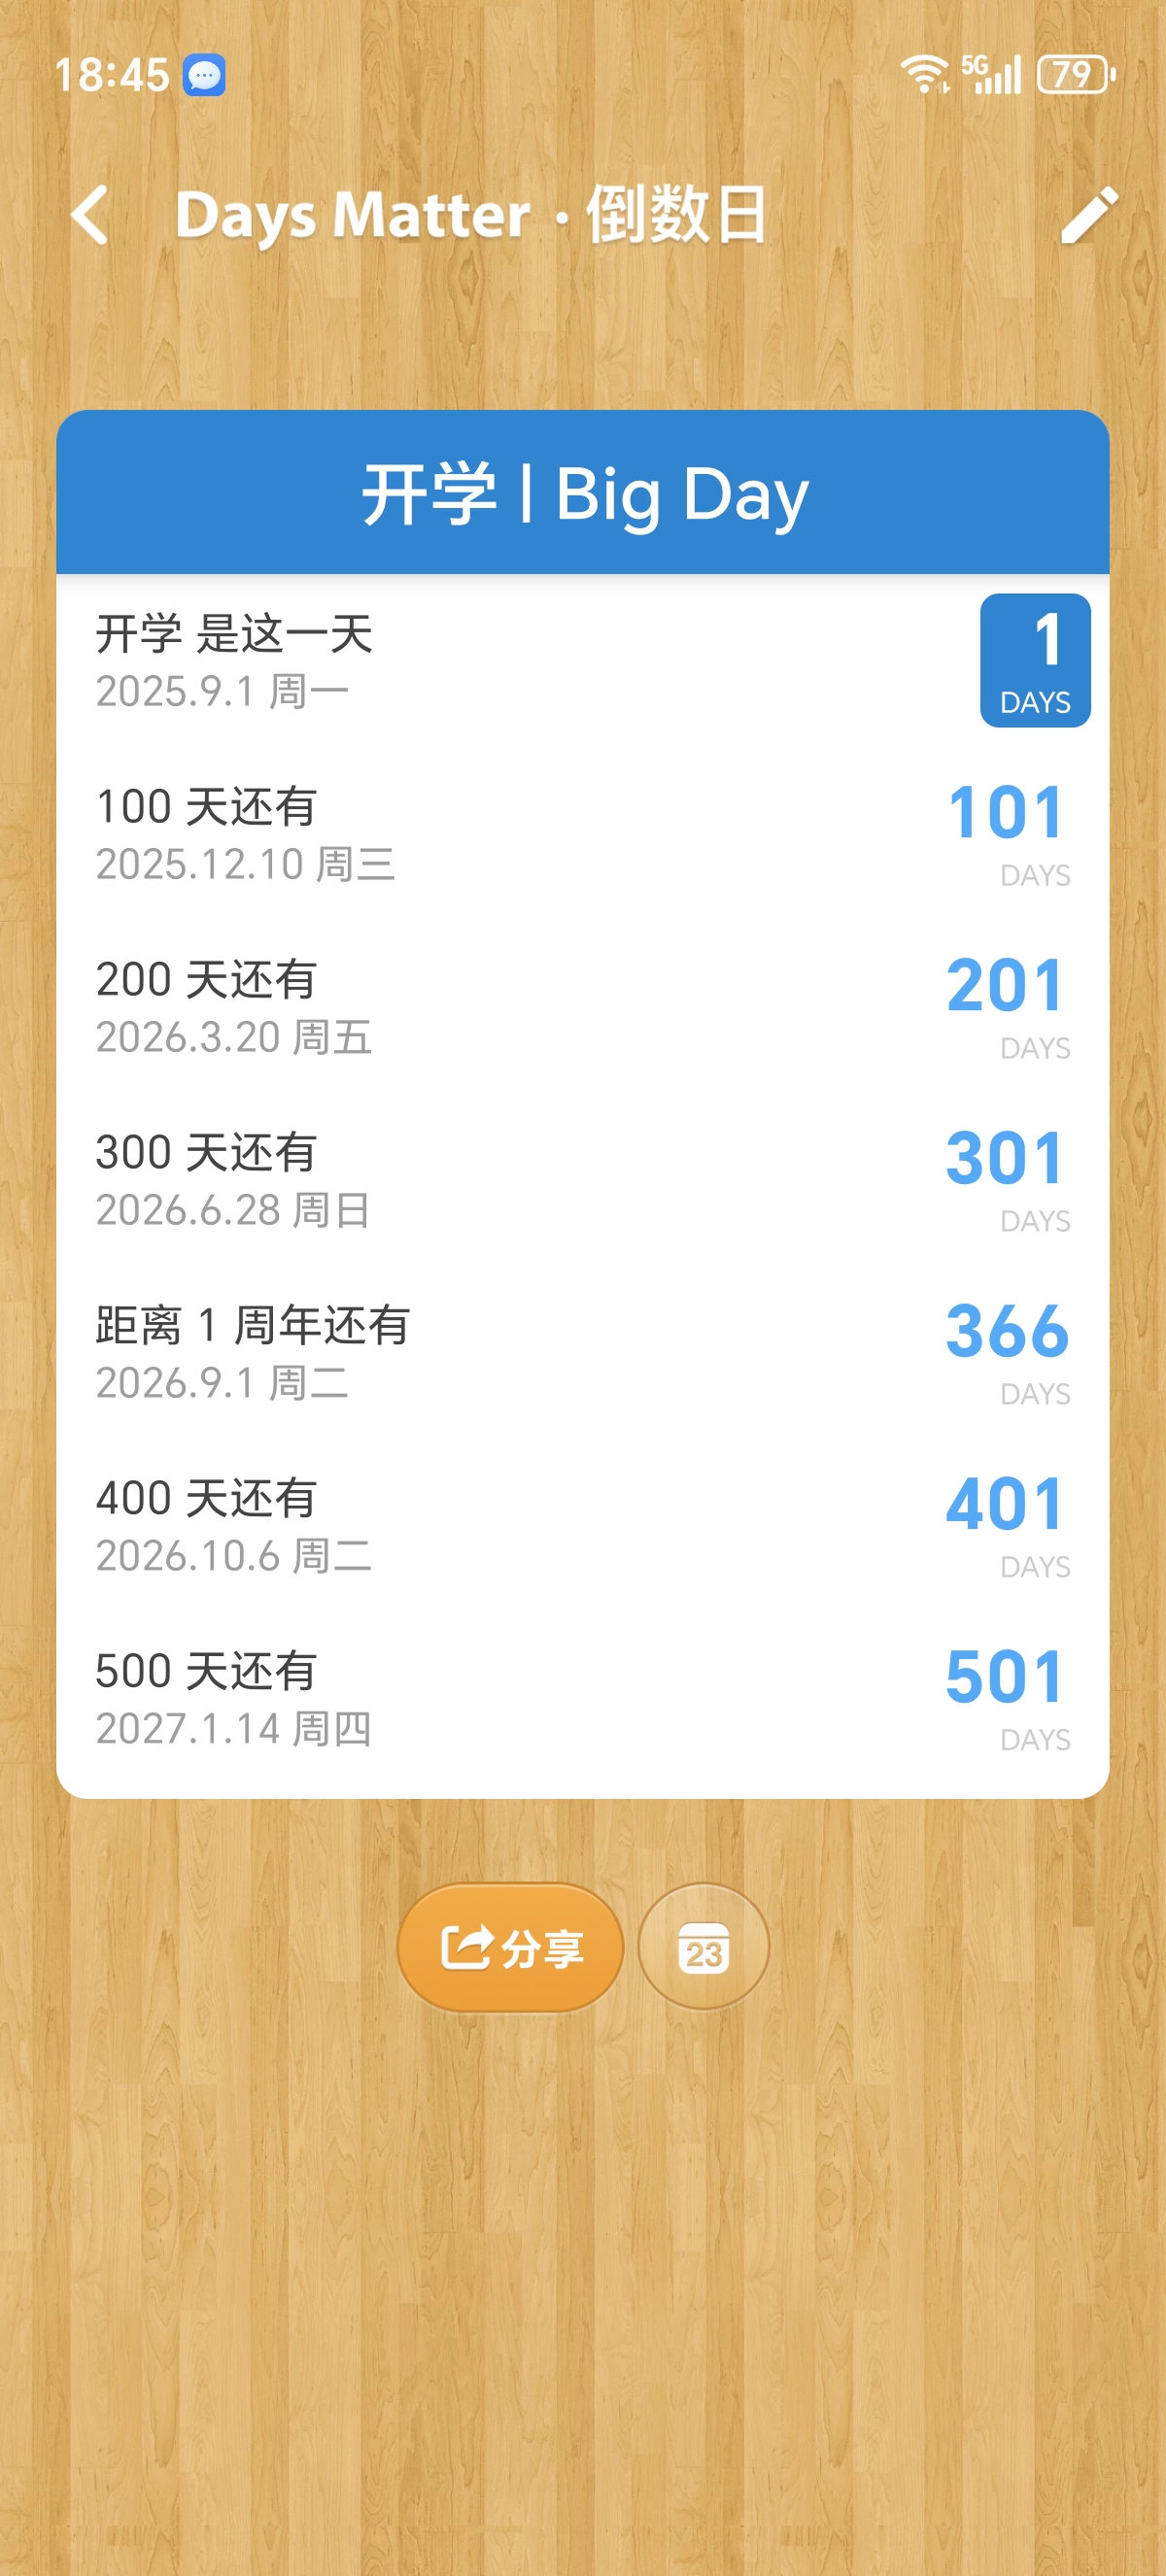 18:45
5G 79
Days Matter · 倒数日
开学 | Big Day
开学 是这一天
2025.9.1 周一
1
DAYS
100 天还有
2025.12.10 周三
101
DAYS
200 天还有
2026.3.20 周五
201
DAYS
300 天还有
2026.6.28 周日
301
DAYS
距离 1 周年还有
2026.9.1 周二
366
DAYS
400 天还有
2026.10.6 周二
401
DAYS
500 天还有
2027.1.14 周四
501
DAYS
分享
23